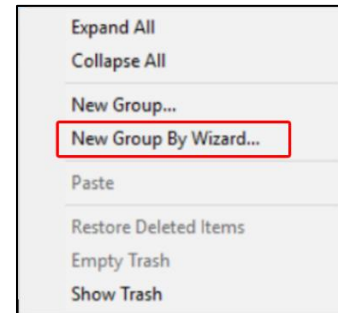 Expand All
Collapse All
New Group...
New Group By Wizard...
Paste
Restore Deleted Items
Empty Trash
Show Trash